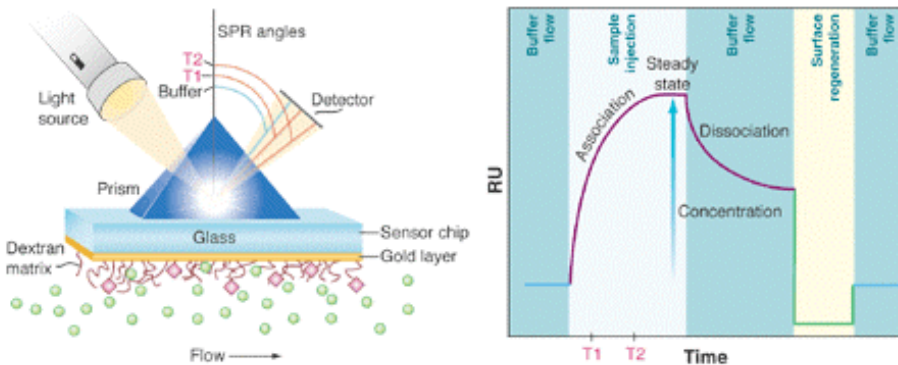 SPR angles
T2
T1
Buffer
Light
source
Detector
Prism
Glass
Sensor chip
Gold layer
Dextran
matrix
Flow
Buffer
flow
Sample
injection
Buffer
flow
Surface
regeneration
Buffer
flow
Steady
state
Association
Dissociation
Concentration
RU
T1
T2
Time